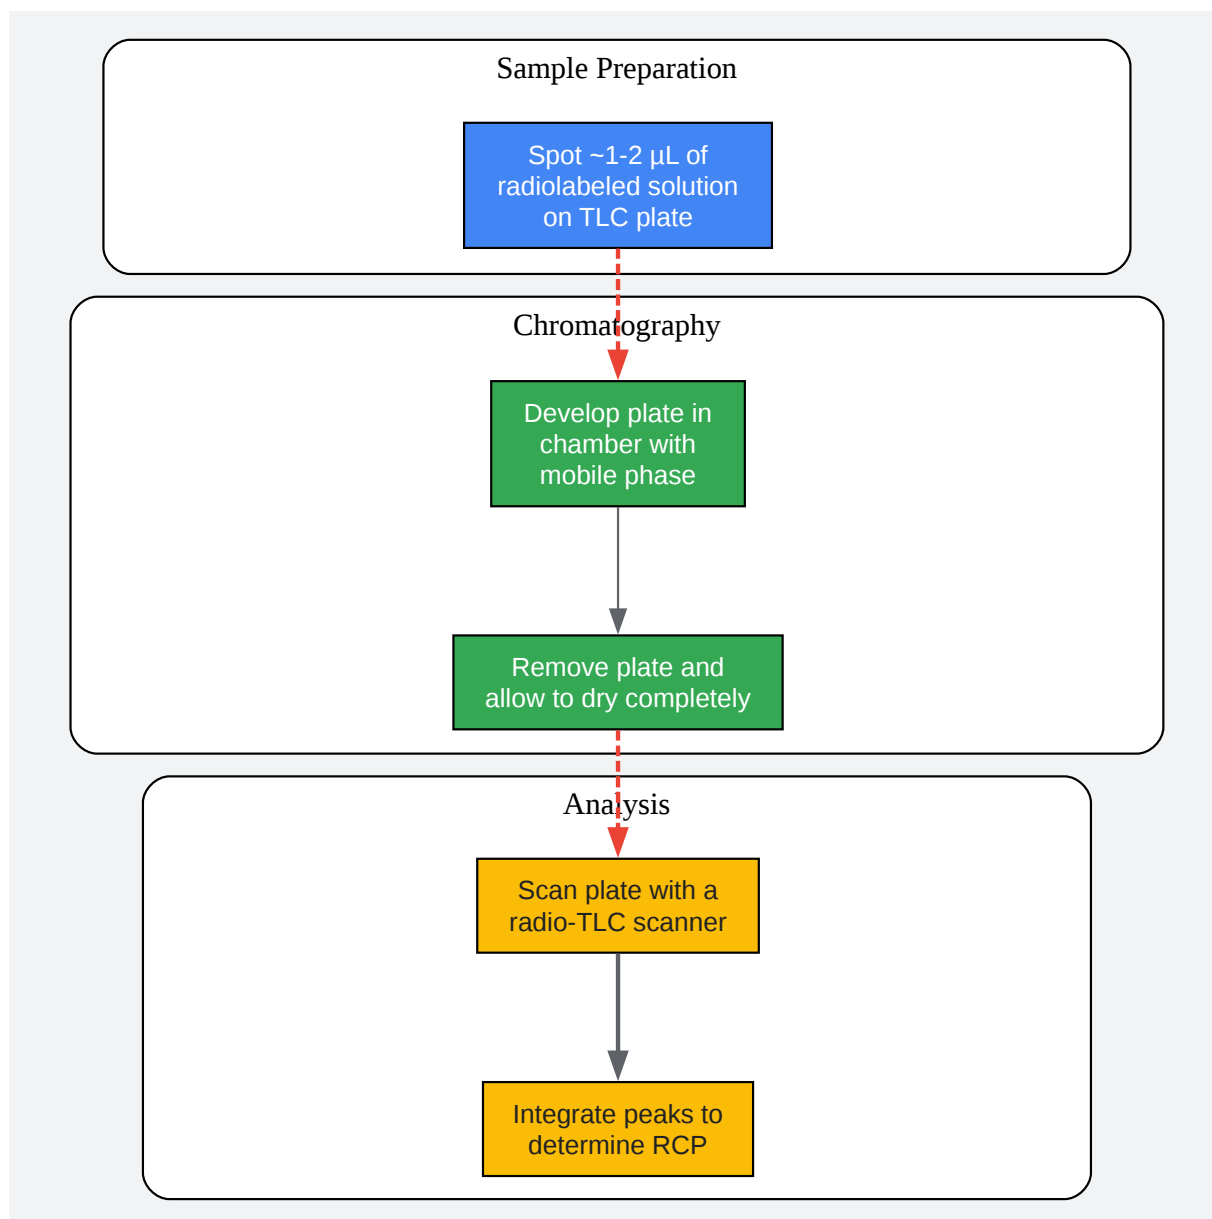 Sample Preparation
Spot ~1-2 µL of
radiolabeled solution
on TLC plate
Chromatography
Develop plate in
chamber with
mobile phase
Remove plate and
allow to dry completely
Analysis
Scan plate with a
radio-TLC scanner
Integrate peaks to
determine RCP